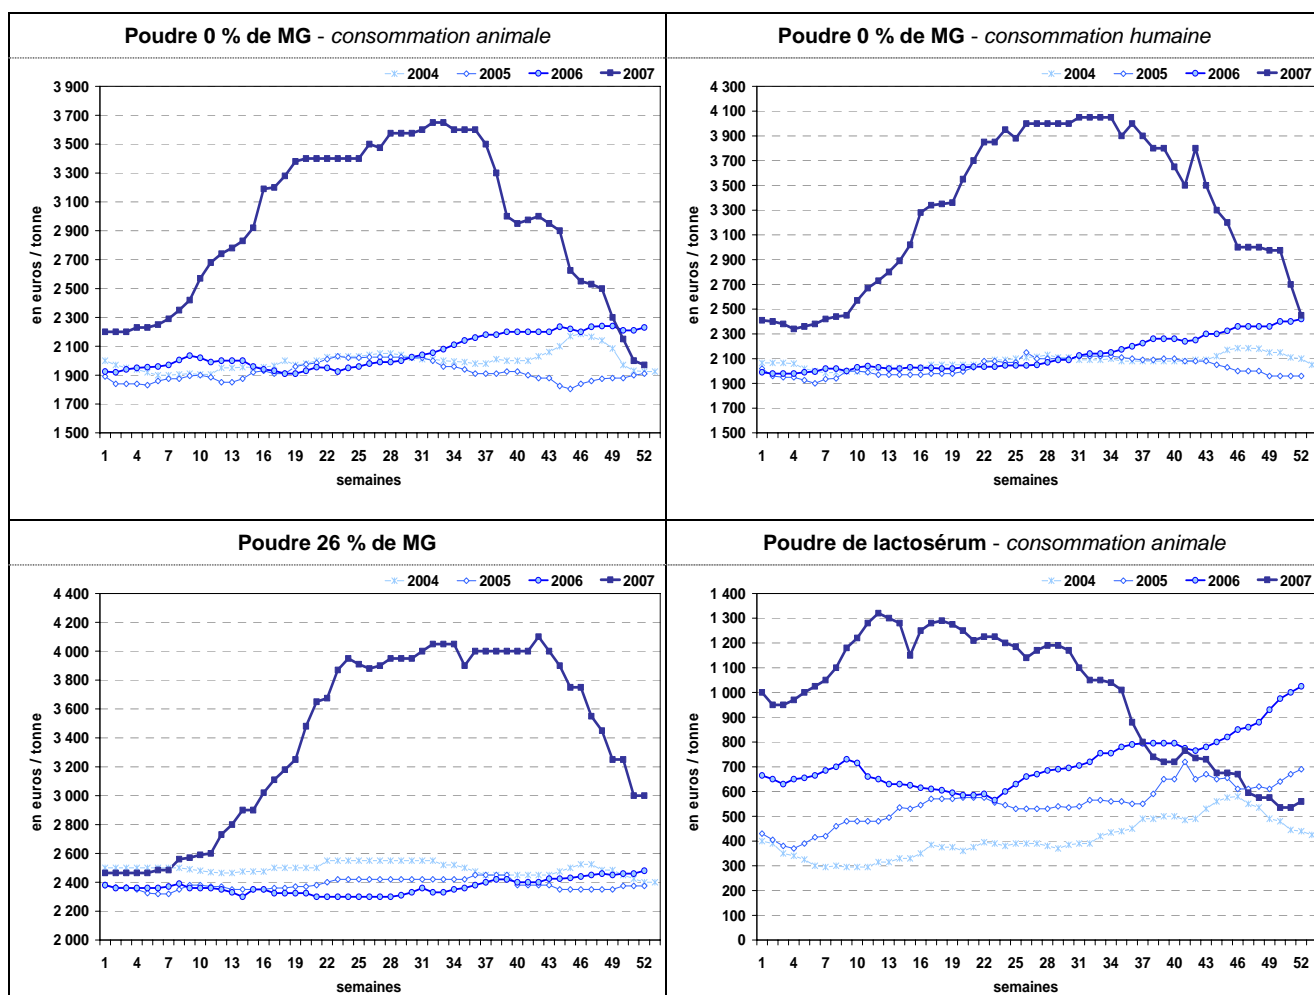 Poudre 0 % de MG - consommation animale
2004 2005 2006 2007
3 900
3 700
3 500
3 300
3 100
2 900
2 700
2 500
2 300
2 100
1 900
1 700
1 500
en euros / tonne
1 4 7 10 13 16 19 22 25 28 31 34 37 40 43 46 49 52
semaines
Poudre 0 % de MG - consommation humaine
2004 2005 2006 2007
4 300
4 100
3 900
3 700
3 500
3 300
3 100
2 900
2 700
2 500
2 300
2 100
1 900
1 700
1 500
en euros / tonne
1 4 7 10 13 16 19 22 25 28 31 34 37 40 43 46 49 52
semaines
Poudre 26 % de MG
2004 2005 2006 2007
4 400
4 200
4 000
3 800
3 600
3 400
3 200
3 000
2 800
2 600
2 400
2 200
2 000
en euros / tonne
1 4 7 10 13 16 19 22 25 28 31 34 37 40 43 46 49 52
semaines
Poudre de lactosérum - consommation animale
2004 2005 2006 2007
1 400
1 300
1 200
1 100
1 000
900
800
700
600
500
400
300
200
100
0
en euros / tonne
1 4 7 10 13 16 19 22 25 28 31 34 37 40 43 46 49 52
semaines